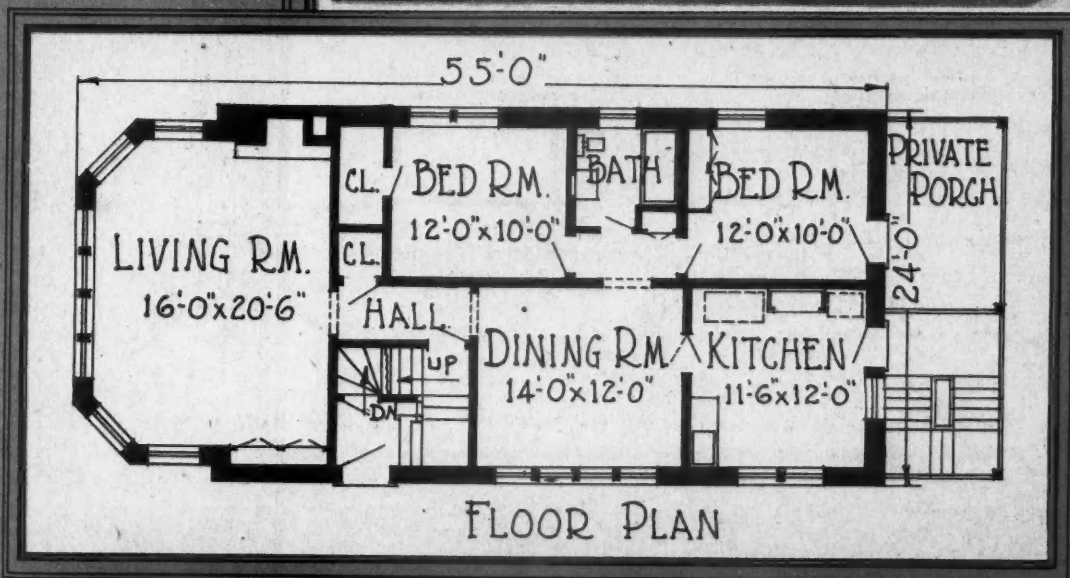 55'-0"
CL.
BED RM.
12'-0"x10'-0"
BATH
BED RM.
12'-0"x10'-0"
PRIVATE
PORCH
24'-0"
LIVING RM.
16'-0"x20'-6"
CL.
HALL.
UP
DN
DINING RM
14'-0"x12'-0"
KITCHEN
11'-6"x12'-0"
FLOOR PLAN